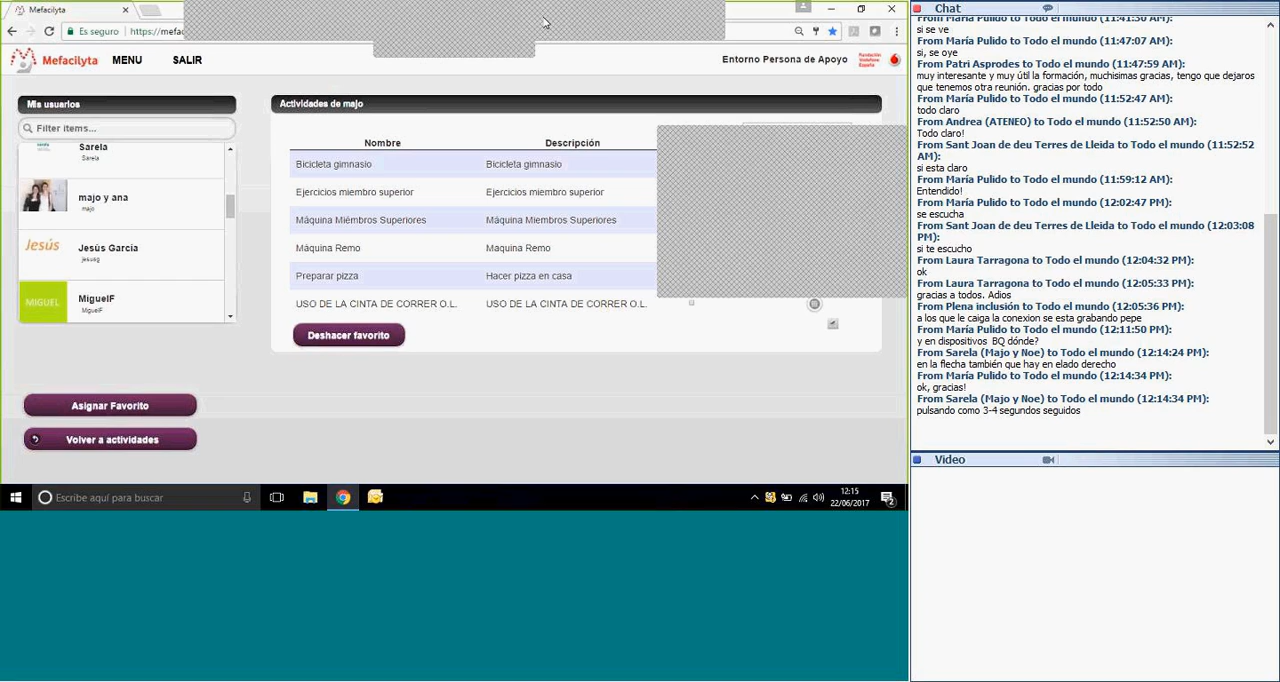 Mefacilyta
Es seguro https://mefac
Mefacilyta MENU SALIR Entorno Persona de Apoyo Fundación Vodafone España
Mis usuarios
Filter items...
Sarela
Sarela
majo y ana
majo
Jesús
Jesús García
jesusg
MIGUEL
MiguelF
MiguelF
Asignar Favorito
Volver a actividades
Actividades de majo
Nombre Descripción
Bicicleta gimnasio Bicicleta gimnasio
Ejercicios miembro superior Ejercicios miembro superior
Máquina Miembros Superiores Máquina Miembros Superiores
Máquina Remo Maquina Remo
Preparar pizza Hacer pizza en casa
USO DE LA CINTA DE CORRER O.L. USO DE LA CINTA DE CORRER O.L.
Deshacer favorito
Escribe aquí para buscar
12:15
22/06/2017
2
Chat
From María Pulido to Todo el mundo (11:41:30 AM):
si se ve
From María Pulido to Todo el mundo (11:47:07 AM):
si, se oye
From Patri Asprodes to Todo el mundo (11:47:59 AM):
muy interesante y muy útil la formación, muchisimas gracias, tengo que dejaros
que tenemos otra reunión. gracias por todo
From María Pulido to Todo el mundo (11:52:47 AM):
todo claro
From Andrea (ATENEO) to Todo el mundo (11:52:50 AM):
Todo claro!
From Sant Joan de deu Terres de Lleida to Todo el mundo (11:52:52
AM):
si esta claro
From María Pulido to Todo el mundo (11:59:12 AM):
Entendido!
From María Pulido to Todo el mundo (12:02:47 PM):
se escucha
From Sant Joan de deu Terres de Lleida to Todo el mundo (12:03:08
PM):
si te escucho
From Laura Tarragona to Todo el mundo (12:04:32 PM):
ok
From Laura Tarragona to Todo el mundo (12:05:33 PM):
gracias a todos. Adios
From Plena inclusión to Todo el mundo (12:05:36 PM):
a los que le caiga la conexion se esta grabando pepe
From María Pulido to Todo el mundo (12:11:50 PM):
y en dispositivos BQ dónde?
From Sarela (Majo y Noe) to Todo el mundo (12:14:24 PM):
en la flecha también que hay en elado derecho
From María Pulido to Todo el mundo (12:14:34 PM):
ok, gracias!
From Sarela (Majo y Noe) to Todo el mundo (12:14:34 PM):
pulsando como 3-4 segundos seguidos
Video